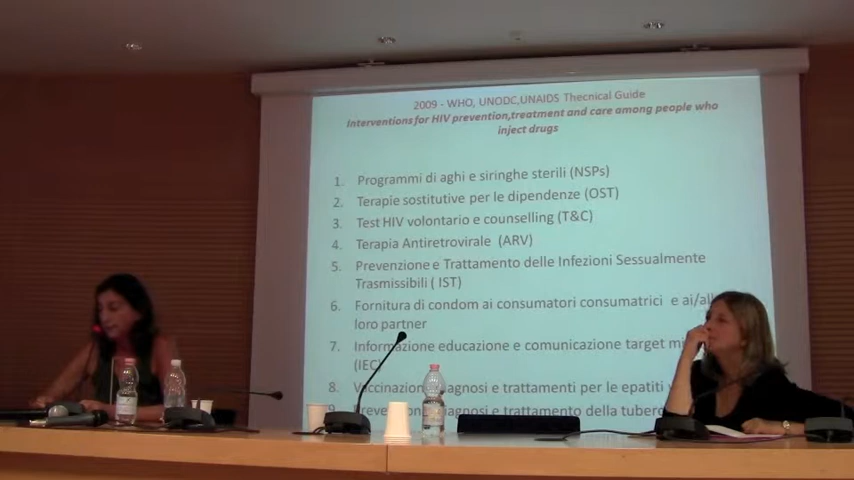 2009 - WHO, UNODC,UNAIDS Thecnical Guide
Interventions for HIV prevention,treatment and care among People who
inject drugs
1. Programmi di aghi e siringhe sterili (NSPs)
2. Terapie sostitutive per le dipendenze (OST)
3. Test HIV volontario e counselling (T&C)
4. Terapia Antiretrovirale (ARV)
5. Prevenzione e Trattamento delle Infezioni Sessualmente
Trasmissibili ( IST)
6. Fornitura di condom ai consumatori consumatrici e ai/al
loro partner
7. Informazione educazione e comunicazione target mi
(IEC)
8. Vaccinazione diagnosi e trattamenti per le epatiti
9. diagnosi e trattamento della tuberc